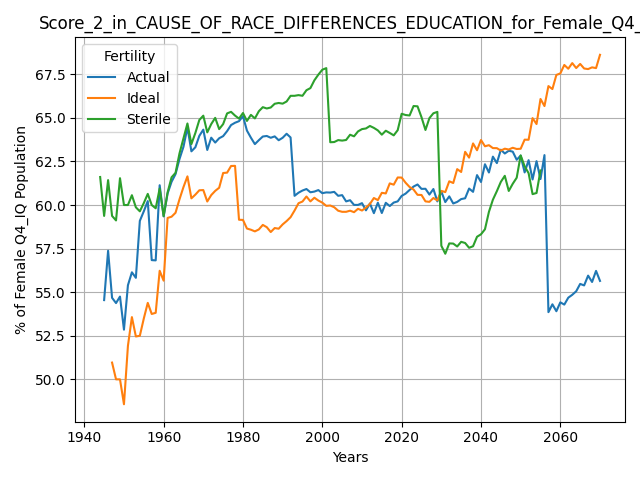 Score_2_in_CAUSE_OF_RACE_DIFFERENCES_EDUCATION_for_Female_Q4_
Fertility
Actual
Ideal
Sterile
% of Female Q4_IQ Population
67.5
65.0
62.5
60.0
57.5
55.0
52.5
50.0
1940 1960 1980 2000 2020 2040 2060
Years